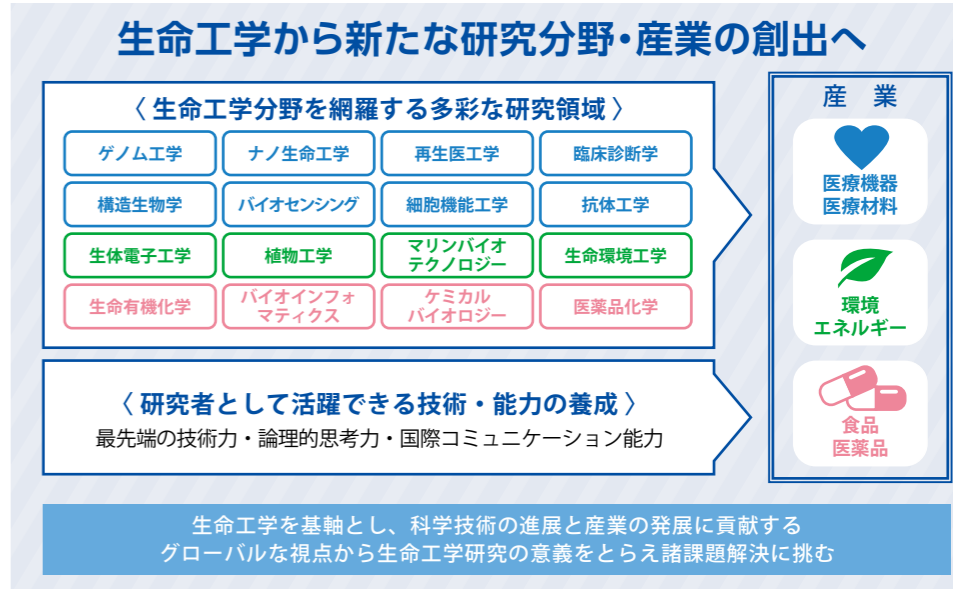 生命工学から新たな研究分野・産業の創出へ
〈 生命工学分野を網羅する多彩な研究領域 〉
ゲノム工学
ナノ生命工学
再生医工学
臨床診断学
構造生物学
バイオセンシング
細胞機能工学
抗体工学
生体電子工学
植物工学
マリンバイオ
テクノロジー
生命環境工学
生命有機化学
バイオインフォ
マティクス
ケミカル
バイオロジー
医薬品化学
〈 研究者として活躍できる技術・能力の養成 〉
最先端の技術力・論理的思考力・国際コミュニケーション能力
産 業
医療機器
医療材料
環境
エネルギー
食品
医薬品
生命工学を基軸とし、科学技術の進展と産業の発展に貢献する
グローバルな視点から生命工学研究の意義をとらえ諸課題解決に挑む